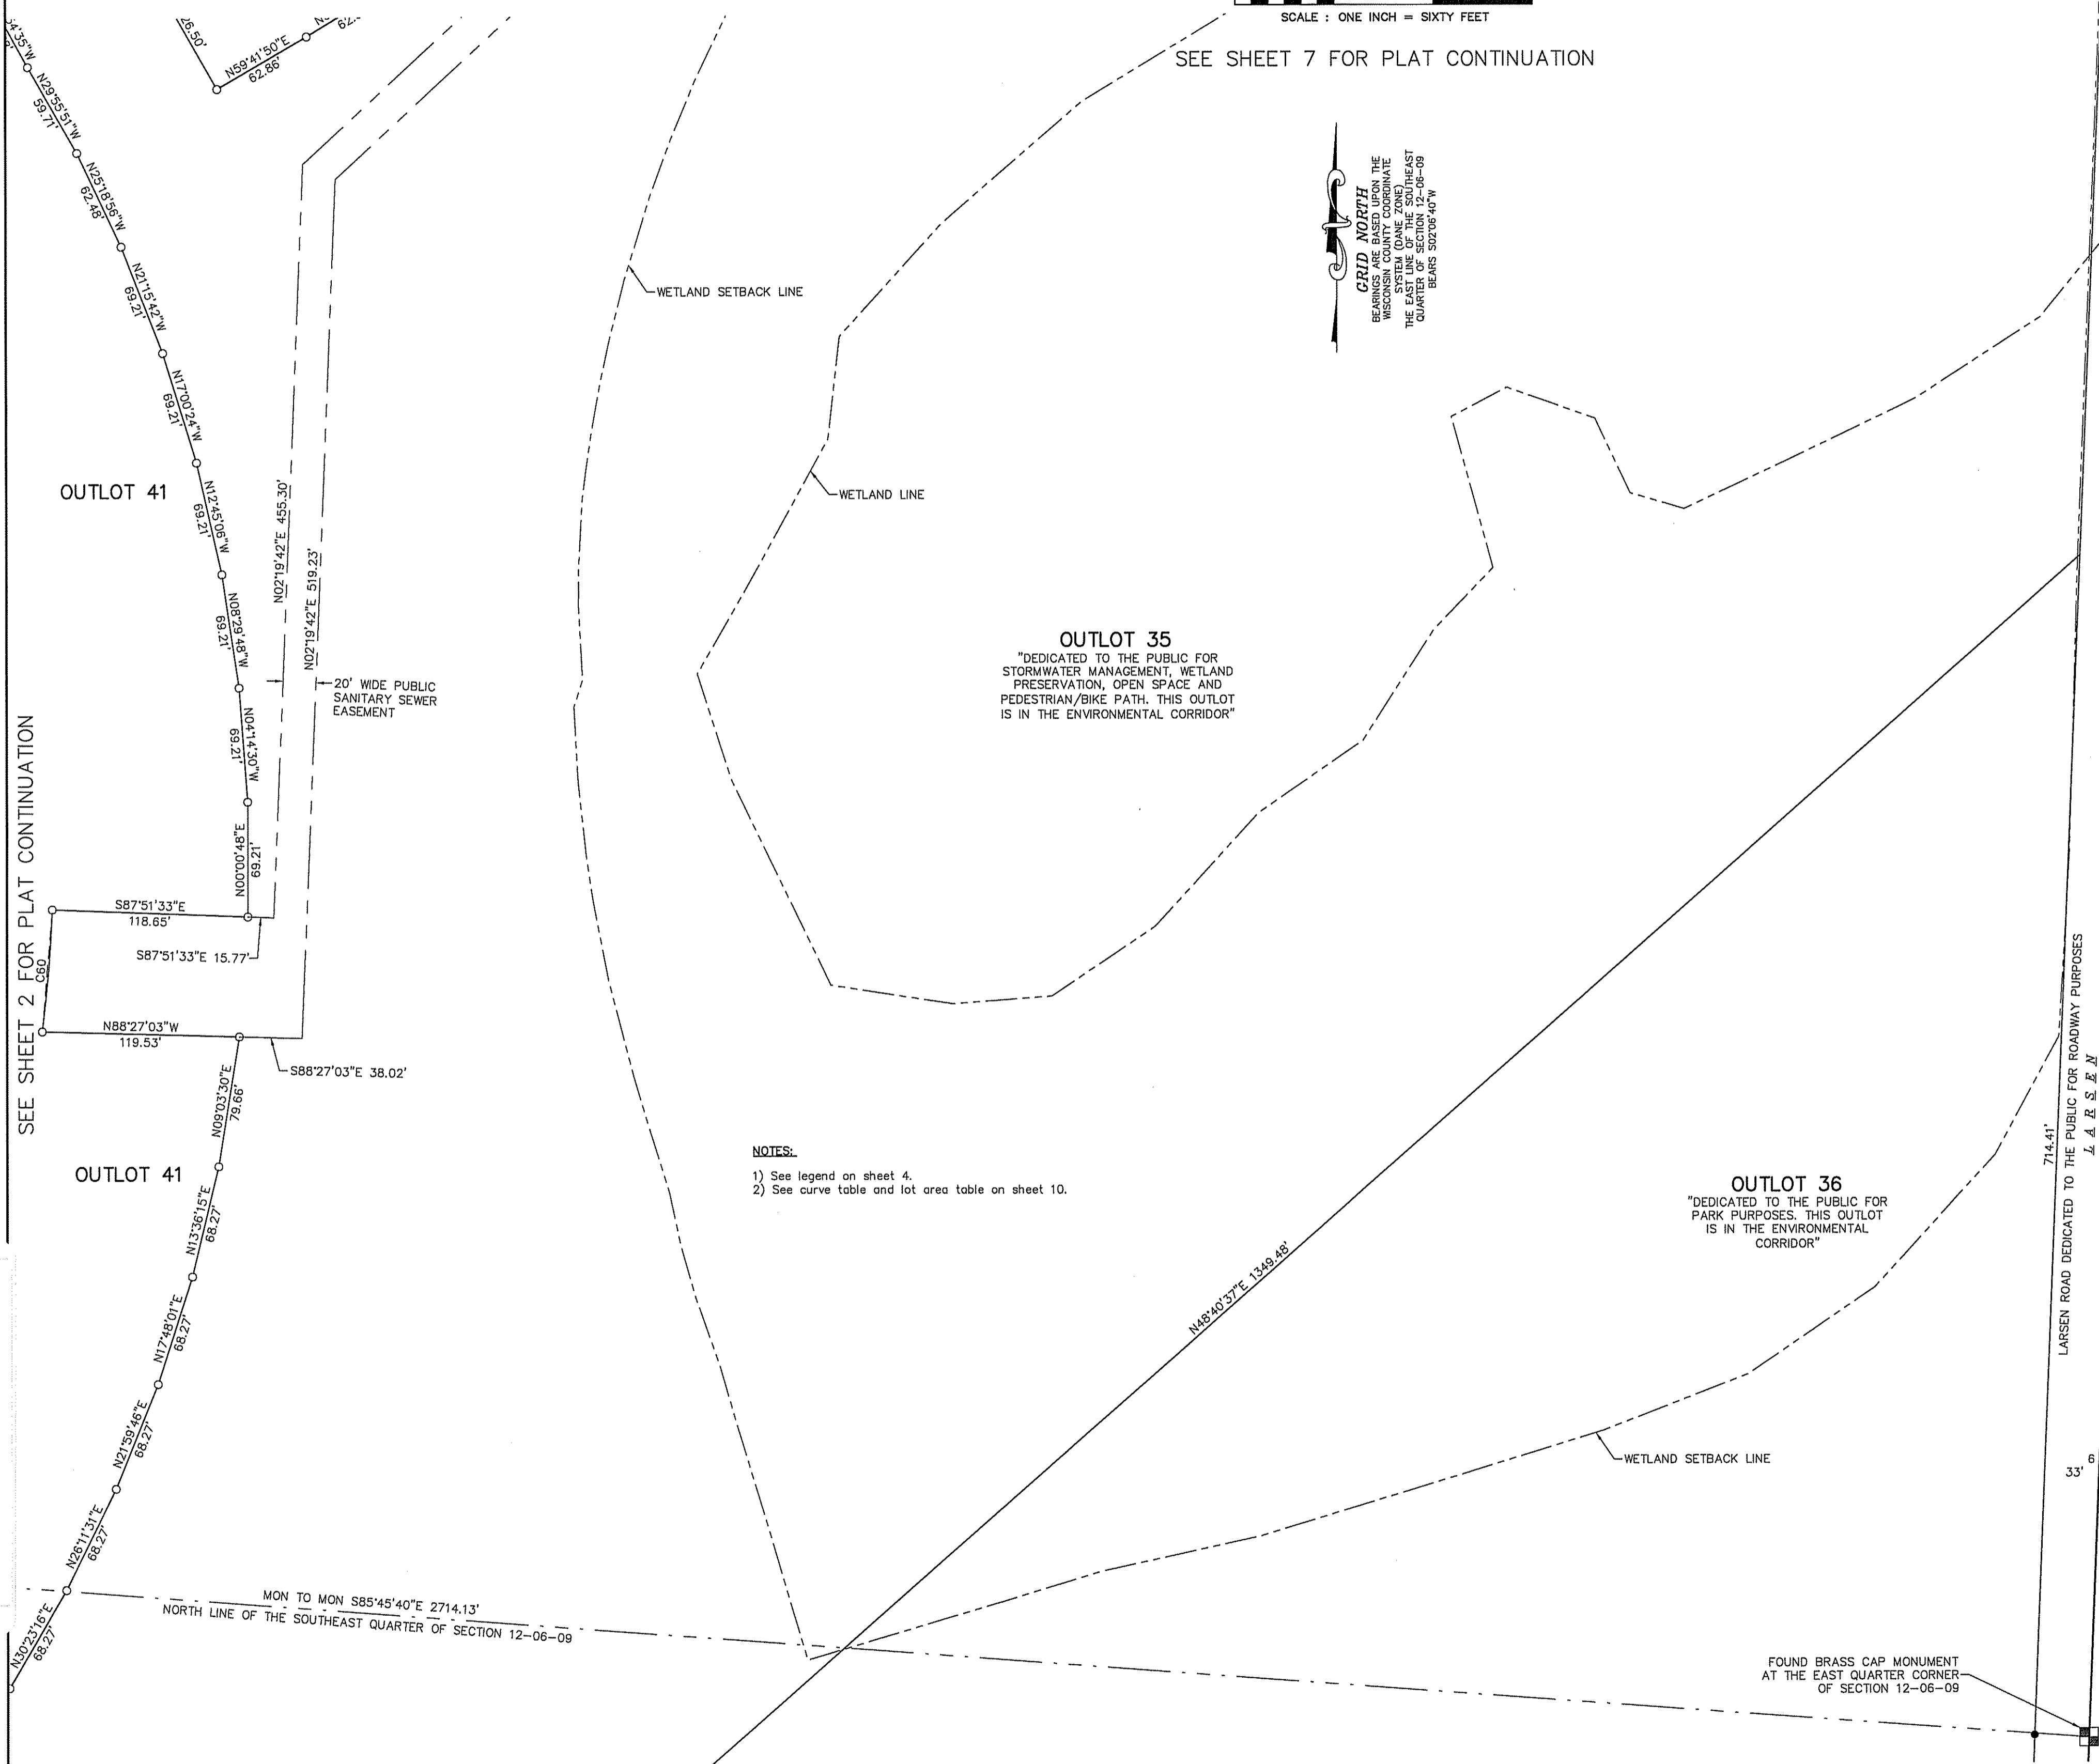 SCALE : ONE INCH = SIXTY FEET
SEE SHEET 7 FOR PLAT CONTINUATION
26.50'
N59°41'50"E
62.86'
N29°55'51"W
59.71'
N25°18'56"W
62.48'
N21°15'42"W
69.21'
N17°00'24"W
69.21'
OUTLOT 41
N12°45'06"W
69.21'
N08°29'48"W
69.21'
N04°14'30"W
69.21'
N00°00'48"E
69.21'
N02°19'42"E 455.30'
N02°19'42"E 519.23'
20' WIDE PUBLIC
SANITARY SEWER
EASEMENT
SEE SHEET 2 FOR PLAT CONTINUATION
S87°51'33"E
118.65'
S87°51'33"E 15.77'
C60
N88°27'03"W
119.53'
S88°27'03"E 38.02'
N09°03'30"E
79.66'
OUTLOT 41
N13°36'15"E
68.27'
N17°48'01"E
68.27'
N21°59'46"E
68.27'
N26°11'31"E
68.27'
N30°23'16"E
68.27'
MON TO MON S85°45'40"E 2714.13'
NORTH LINE OF THE SOUTHEAST QUARTER OF SECTION 12-06-09
WETLAND SETBACK LINE
WETLAND LINE
GRID NORTH
BEARINGS ARE BASED UPON THE
WISCONSIN COUNTY COORDINATE
SYSTEM (DANE ZONE)
THE EAST LINE OF THE SOUTHEAST
QUARTER OF SECTION 12-06-09
BEARS S02°06'40"W
OUTLOT 35
"DEDICATED TO THE PUBLIC FOR
STORMWATER MANAGEMENT, WETLAND
PRESERVATION, OPEN SPACE AND
PEDESTRIAN/BIKE PATH. THIS OUTLOT
IS IN THE ENVIRONMENTAL CORRIDOR"
NOTES:
1) See legend on sheet 4.
2) See curve table and lot area table on sheet 10.
N48°40'37"E 1349.48'
OUTLOT 36
"DEDICATED TO THE PUBLIC FOR
PARK PURPOSES. THIS OUTLOT
IS IN THE ENVIRONMENTAL
CORRIDOR"
WETLAND SETBACK LINE
714.41'
LARSEN ROAD DEDICATED TO THE PUBLIC FOR ROADWAY PURPOSES
LARSEN
33'
6
FOUND BRASS CAP MONUMENT
AT THE EAST QUARTER CORNER
OF SECTION 12-06-09